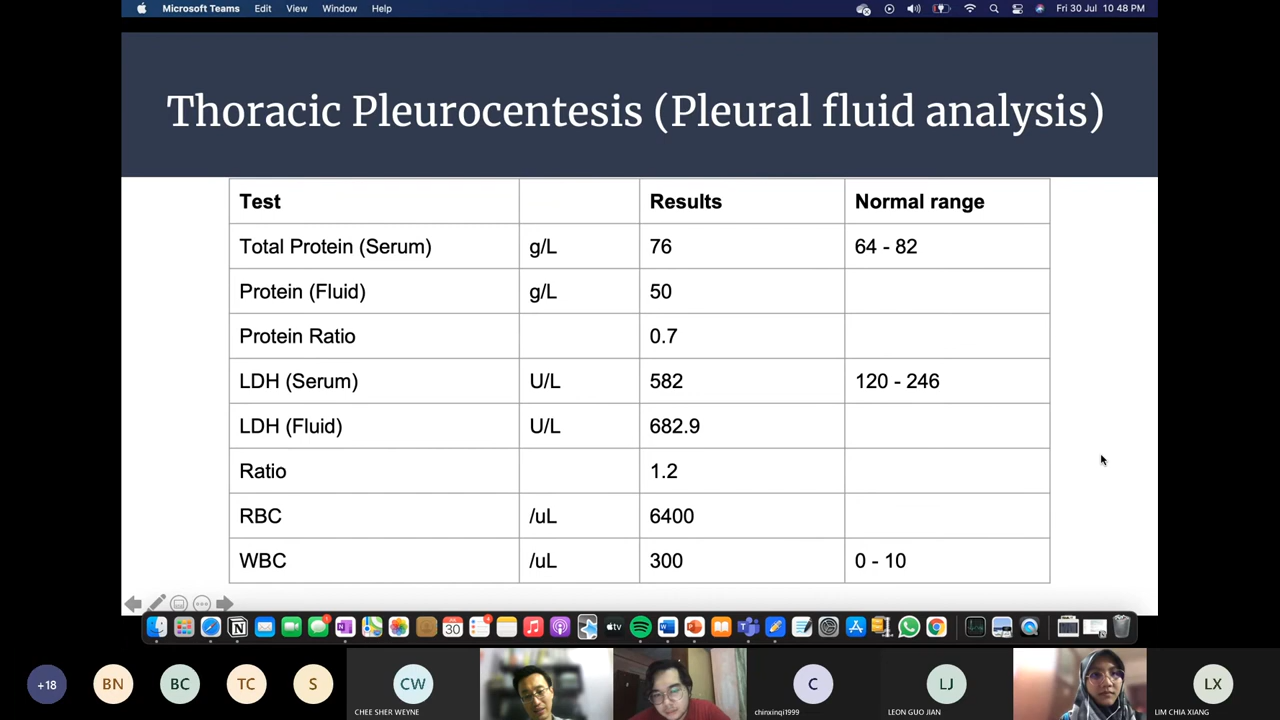 Microsoft Teams Edit View Window Help Fri 30 Jul 10:48 PM
Thoracic Pleurocentesis (Pleural fluid analysis)
Test Results Normal range
Total Protein (Serum) g/L 76 64 - 82
Protein (Fluid) g/L 50
Protein Ratio 0.7
LDH (Serum) U/L 582 120 - 246
LDH (Fluid) U/L 682.9
Ratio 1.2
RBC /uL 6400
WBC /uL 300 0 - 10
JUL
30
tv
+18 BN BC TC S CW C LJ LX
CHEE SHER WEYNE chinxinqi1999 LEON GUO JIAN LIM CHIA XIANG